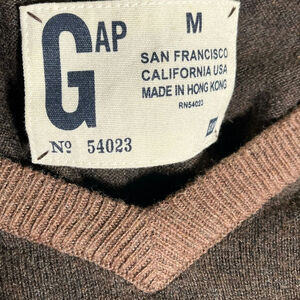 GAP
M
SAN FRANCISCO
CALIFORNIA USA
MADE IN HONG KONG
RN54023
Nº 54023